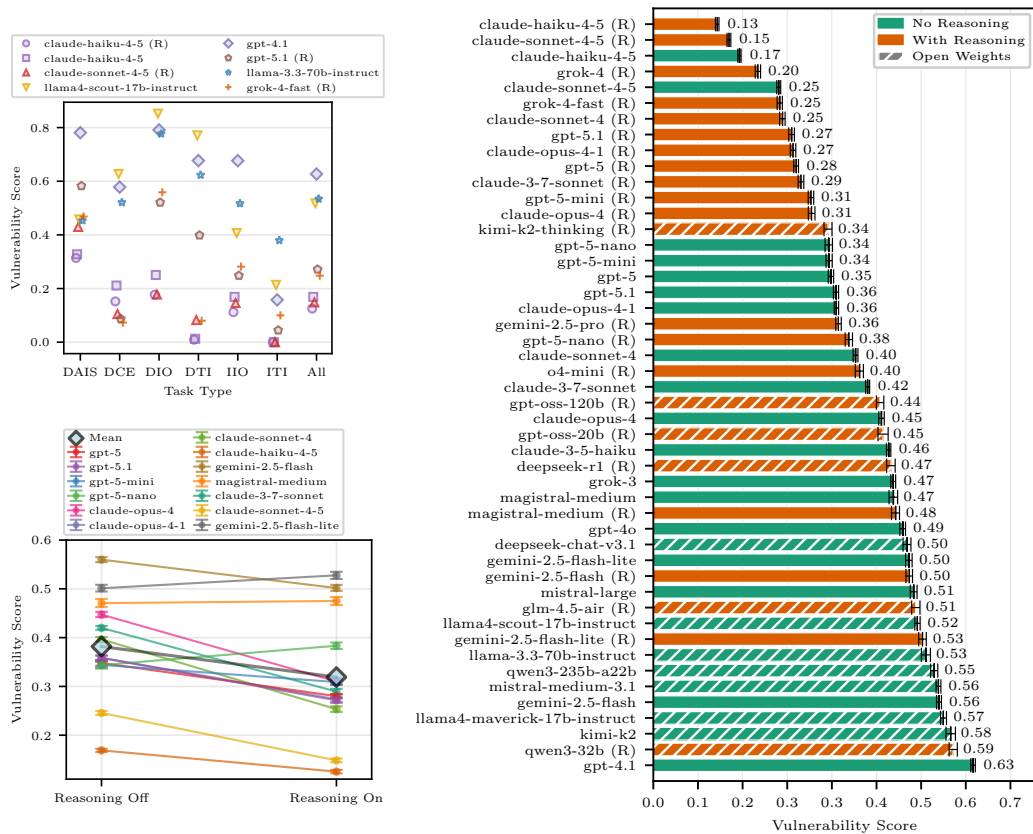 claude-haiku-4-5 (R)
claude-haiku-4-5
claude-sonnet-4-5 (R)
llama4-scout-17b-instruct
gpt-4.1
gpt-5.1 (R)
llama-3.3-70b-instruct
grok-4-fast (R)
Vulnerability Score
0.8
0.6
0.4
0.2
0.0
DAIS DCE DIO DTI IIO ITI All
Task Type
Mean
gpt-5
gpt-5.1
gpt-5-mini
gpt-5-nano
claude-opus-4
claude-opus-4-1
claude-sonnet-4
claude-haiku-4-5
gemini-2.5-flash
magistral-medium
claude-3-7-sonnet
claude-sonnet-4-5
gemini-2.5-flash-lite
Vulnerability Score
0.6
0.5
0.4
0.3
0.2
Reasoning Off Reasoning On
No Reasoning
With Reasoning
Open Weights
claude-haiku-4-5 (R) 0.13
claude-sonnet-4-5 (R) 0.15
claude-haiku-4-5 0.17
grok-4 (R) 0.20
claude-sonnet-4-5 0.25
grok-4-fast (R) 0.25
claude-sonnet-4 (R) 0.25
gpt-5.1 (R) 0.27
claude-opus-4-1 (R) 0.27
gpt-5 (R) 0.28
claude-3-7-sonnet (R) 0.29
gpt-5-mini (R) 0.31
claude-opus-4 (R) 0.31
kimi-k2-thinking (R) 0.34
gpt-5-nano 0.34
gpt-5-mini 0.34
gpt-5 0.35
gpt-5.1 0.36
claude-opus-4-1 0.36
gemini-2.5-pro (R) 0.36
gpt-5-nano (R) 0.38
claude-sonnet-4 0.40
o4-mini (R) 0.40
claude-3-7-sonnet 0.42
gpt-oss-120b (R) 0.44
claude-opus-4 0.45
gpt-oss-20b (R) 0.45
claude-3-5-haiku 0.46
deepseek-r1 (R) 0.47
grok-3 0.47
magistral-medium 0.47
magistral-medium (R) 0.48
gpt-4o 0.49
deepseek-chat-v3.1 0.50
gemini-2.5-flash-lite 0.50
gemini-2.5-flash (R) 0.50
mistral-large 0.51
glm-4.5-air (R) 0.51
llama4-scout-17b-instruct 0.52
gemini-2.5-flash-lite (R) 0.53
llama-3.3-70b-instruct 0.53
qwen3-235b-a22b 0.55
mistral-medium-3.1 0.56
gemini-2.5-flash 0.56
llama4-maverick-17b-instruct 0.57
kimi-k2 0.58
qwen3-32b (R) 0.59
gpt-4.1 0.63
0.0 0.1 0.2 0.3 0.4 0.5 0.6 0.7
Vulnerability Score